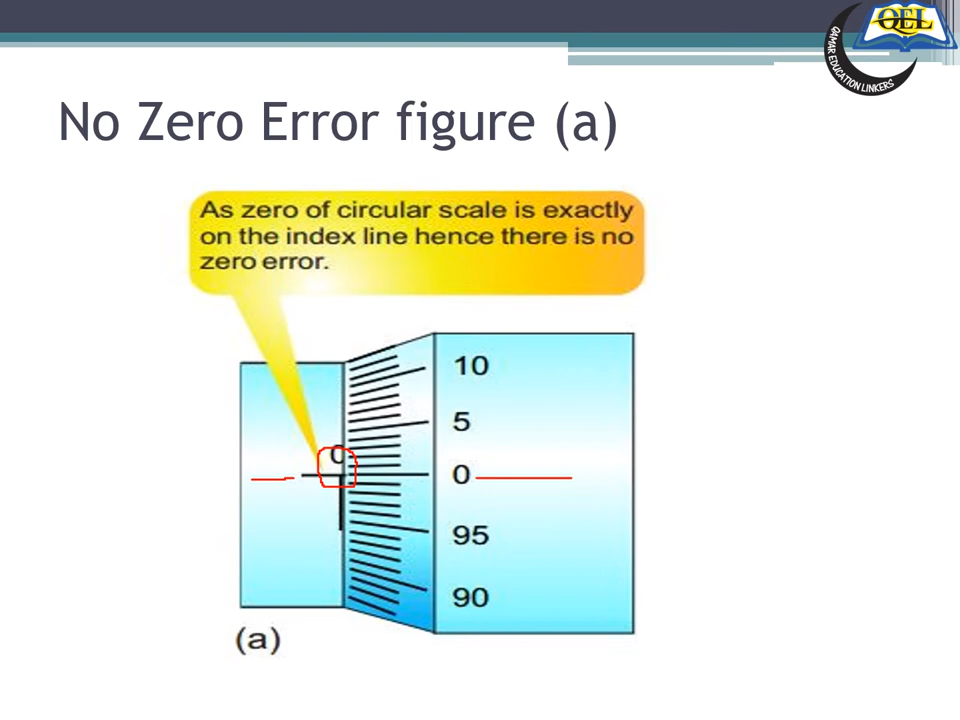 QEL
QAMAR EDUCATION LINKERS
No Zero Error figure (a)
As zero of circular scale is exactly
on the index line hence there is no
zero error.
10
5
0
0
95
90
(a)